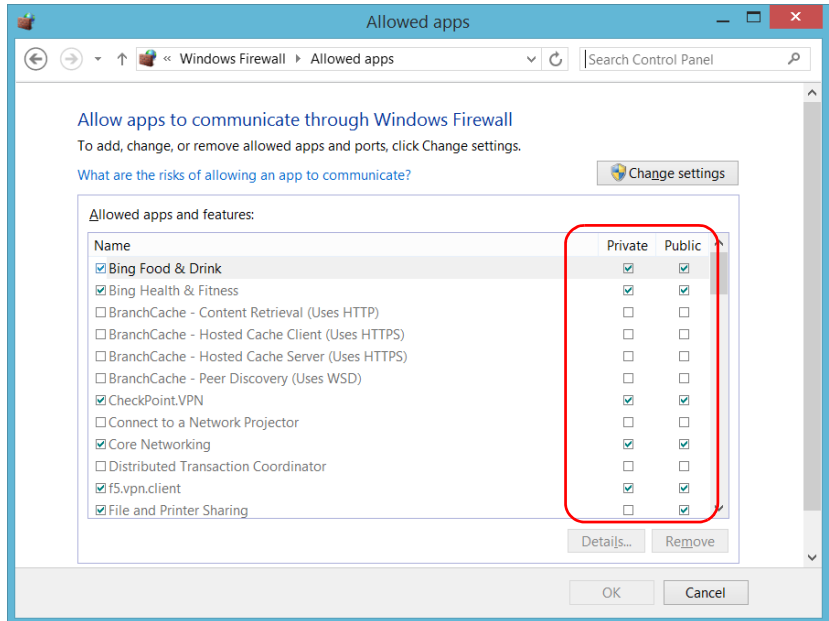 Allowed apps
« Windows Firewall Allowed apps
Search Control Panel
Allow apps to communicate through Windows Firewall
To add, change, or remove allowed apps and ports, click Change settings.
What are the risks of allowing an app to communicate?
Change settings
Allowed apps and features:
Name Private Public
Bing Food & Drink
Bing Health & Fitness
BranchCache - Content Retrieval (Uses HTTP)
BranchCache - Hosted Cache Client (Uses HTTPS)
BranchCache - Hosted Cache Server (Uses HTTPS)
BranchCache - Peer Discovery (Uses WSD)
CheckPoint.VPN
Connect to a Network Projector
Core Networking
Distributed Transaction Coordinator
f5.vpn.client
File and Printer Sharing
Details... Remove
OK Cancel